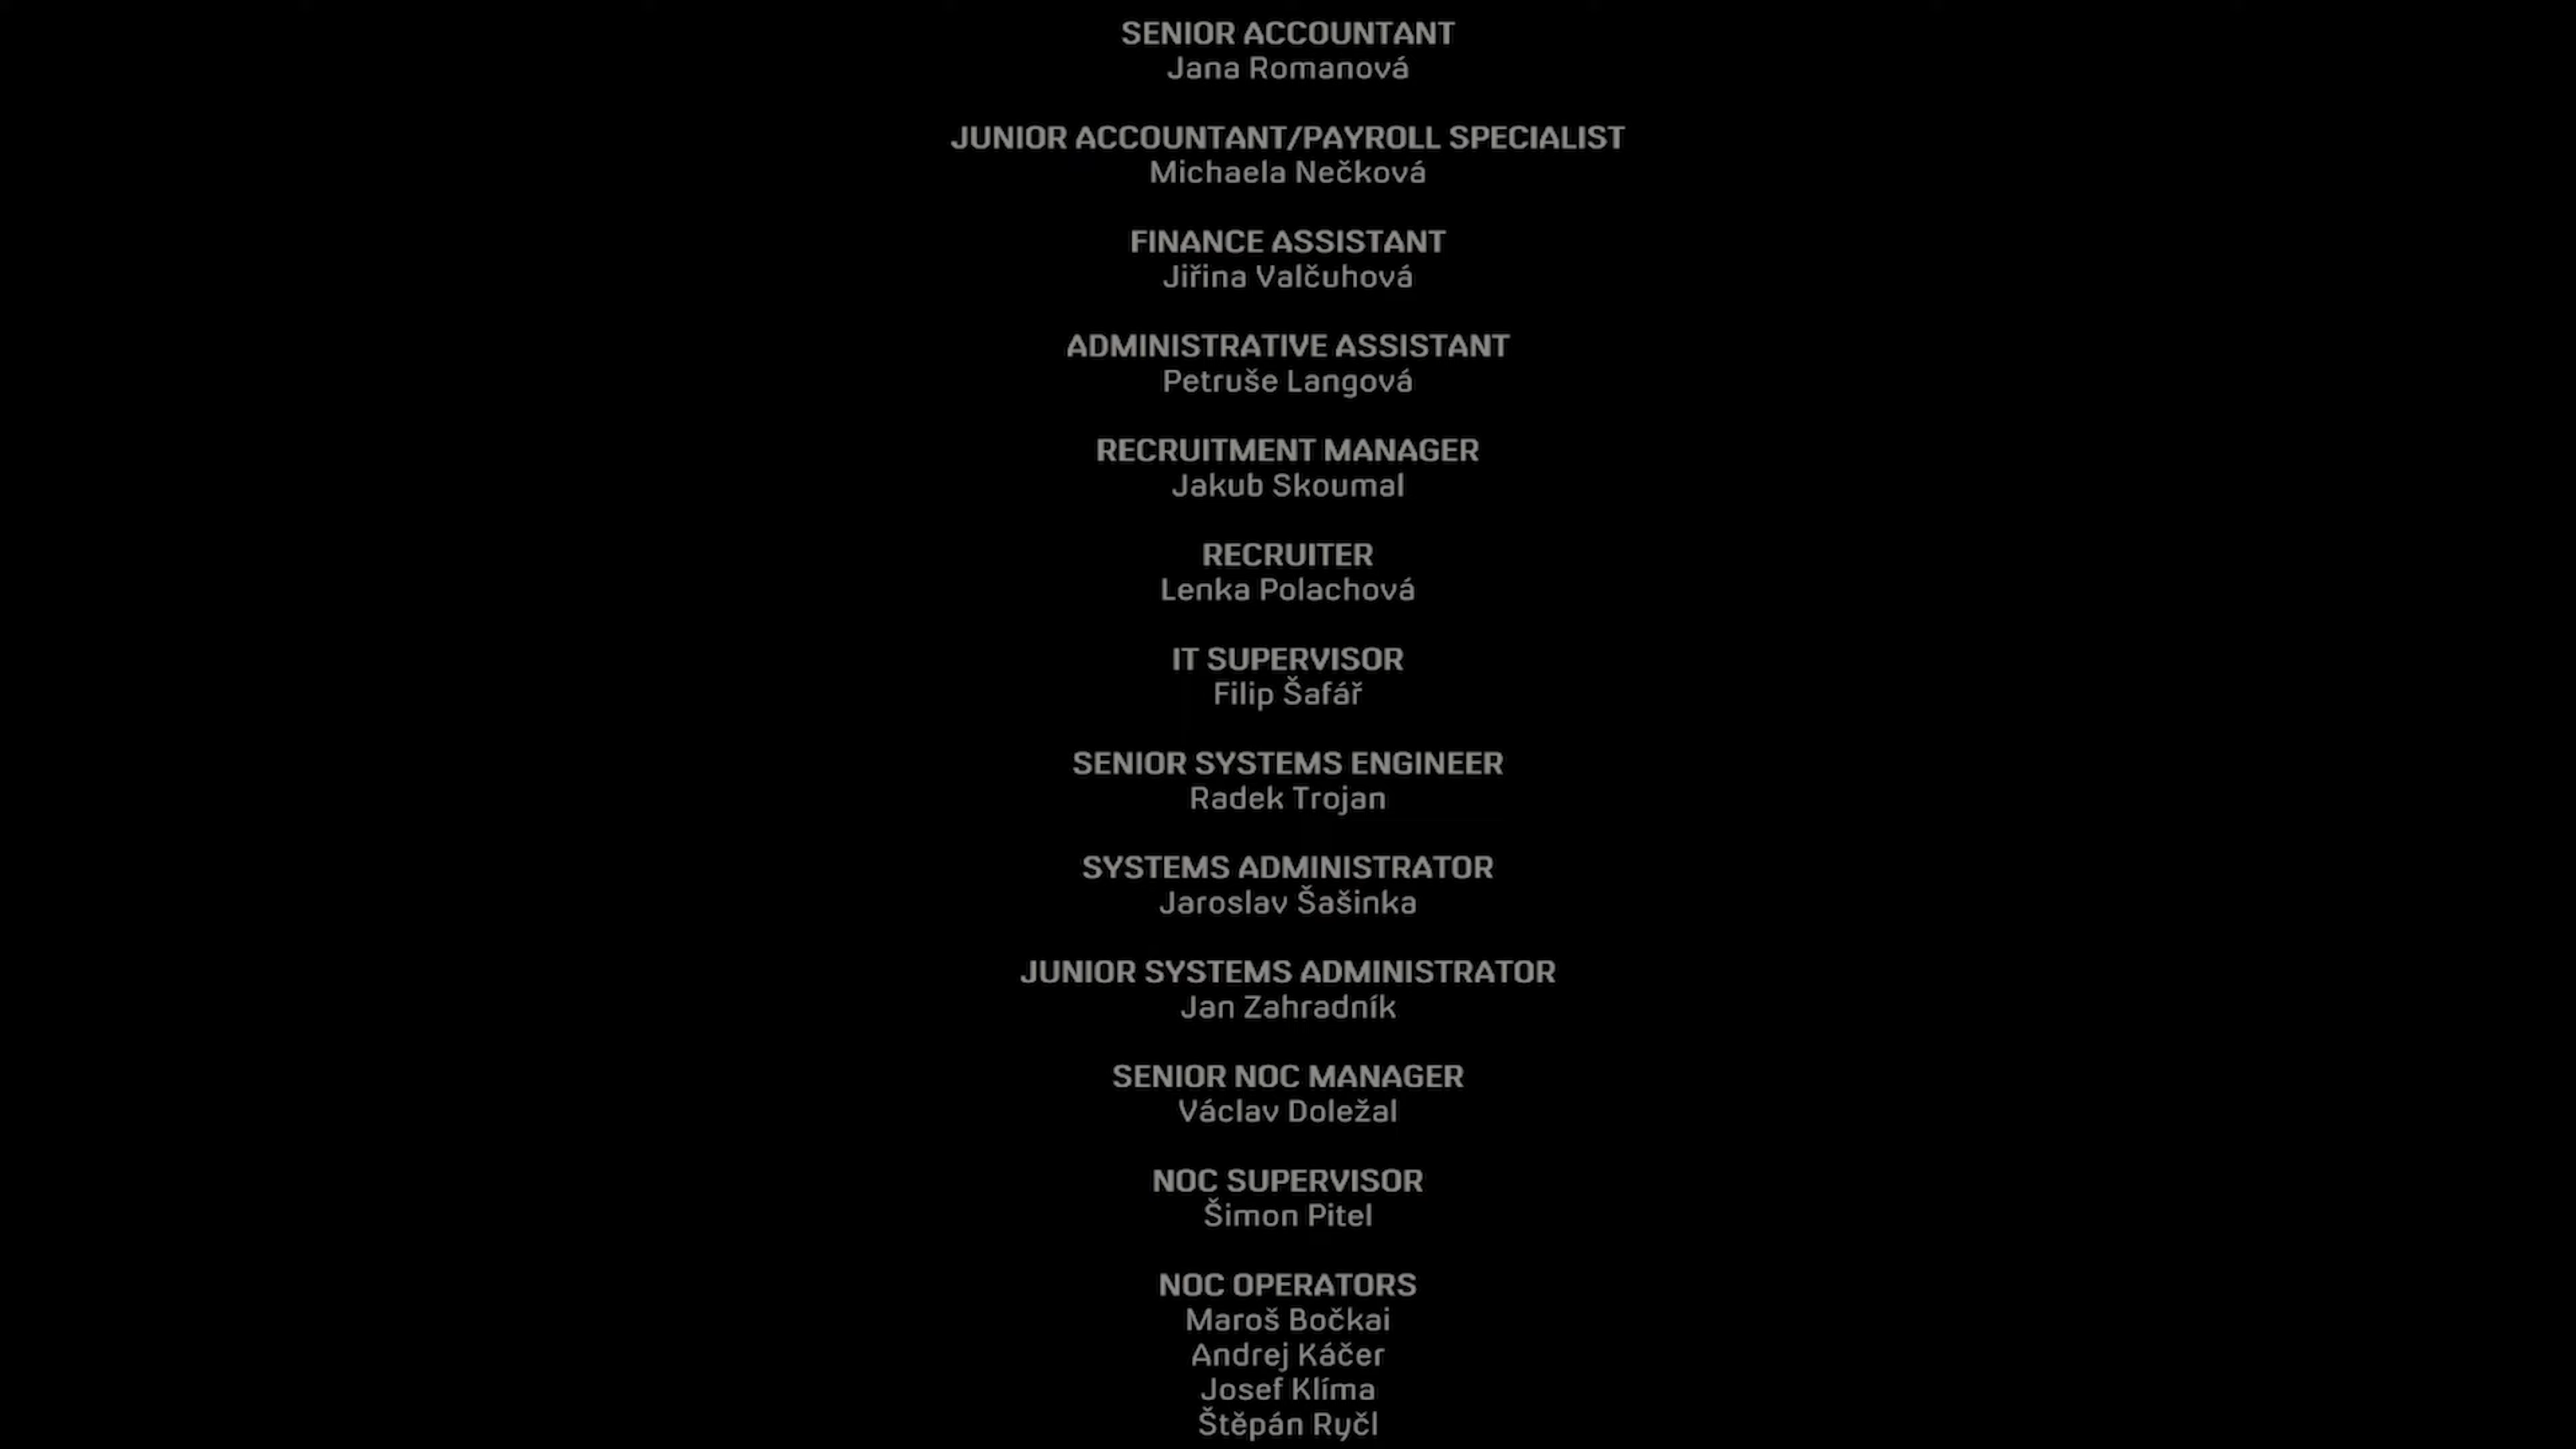 SENIOR ACCOUNTANT
Jana Romanová
JUNIOR ACCOUNTANT/PAYROLL SPECIALIST
Michaela Nečková
FINANCE ASSISTANT
Jiřina Valčuhová
ADMINISTRATIVE ASSISTANT
Petruše Langová
RECRUITMENT MANAGER
Jakub Skoumal
RECRUITER
Lenka Polachová
IT SUPERVISOR
Filip Šafář
SENIOR SYSTEMS ENGINEER
Radek Trojan
SYSTEMS ADMINISTRATOR
Jaroslav Šašinka
JUNIOR SYSTEMS ADMINISTRATOR
Jan Zahradník
SENIOR NOC MANAGER
Václav Doležal
NOC SUPERVISOR
Šimon Pitel
NOC OPERATORS
Maroš Bočkai
Andrej Káčer
Josef Klíma
Štěpán Ryčl